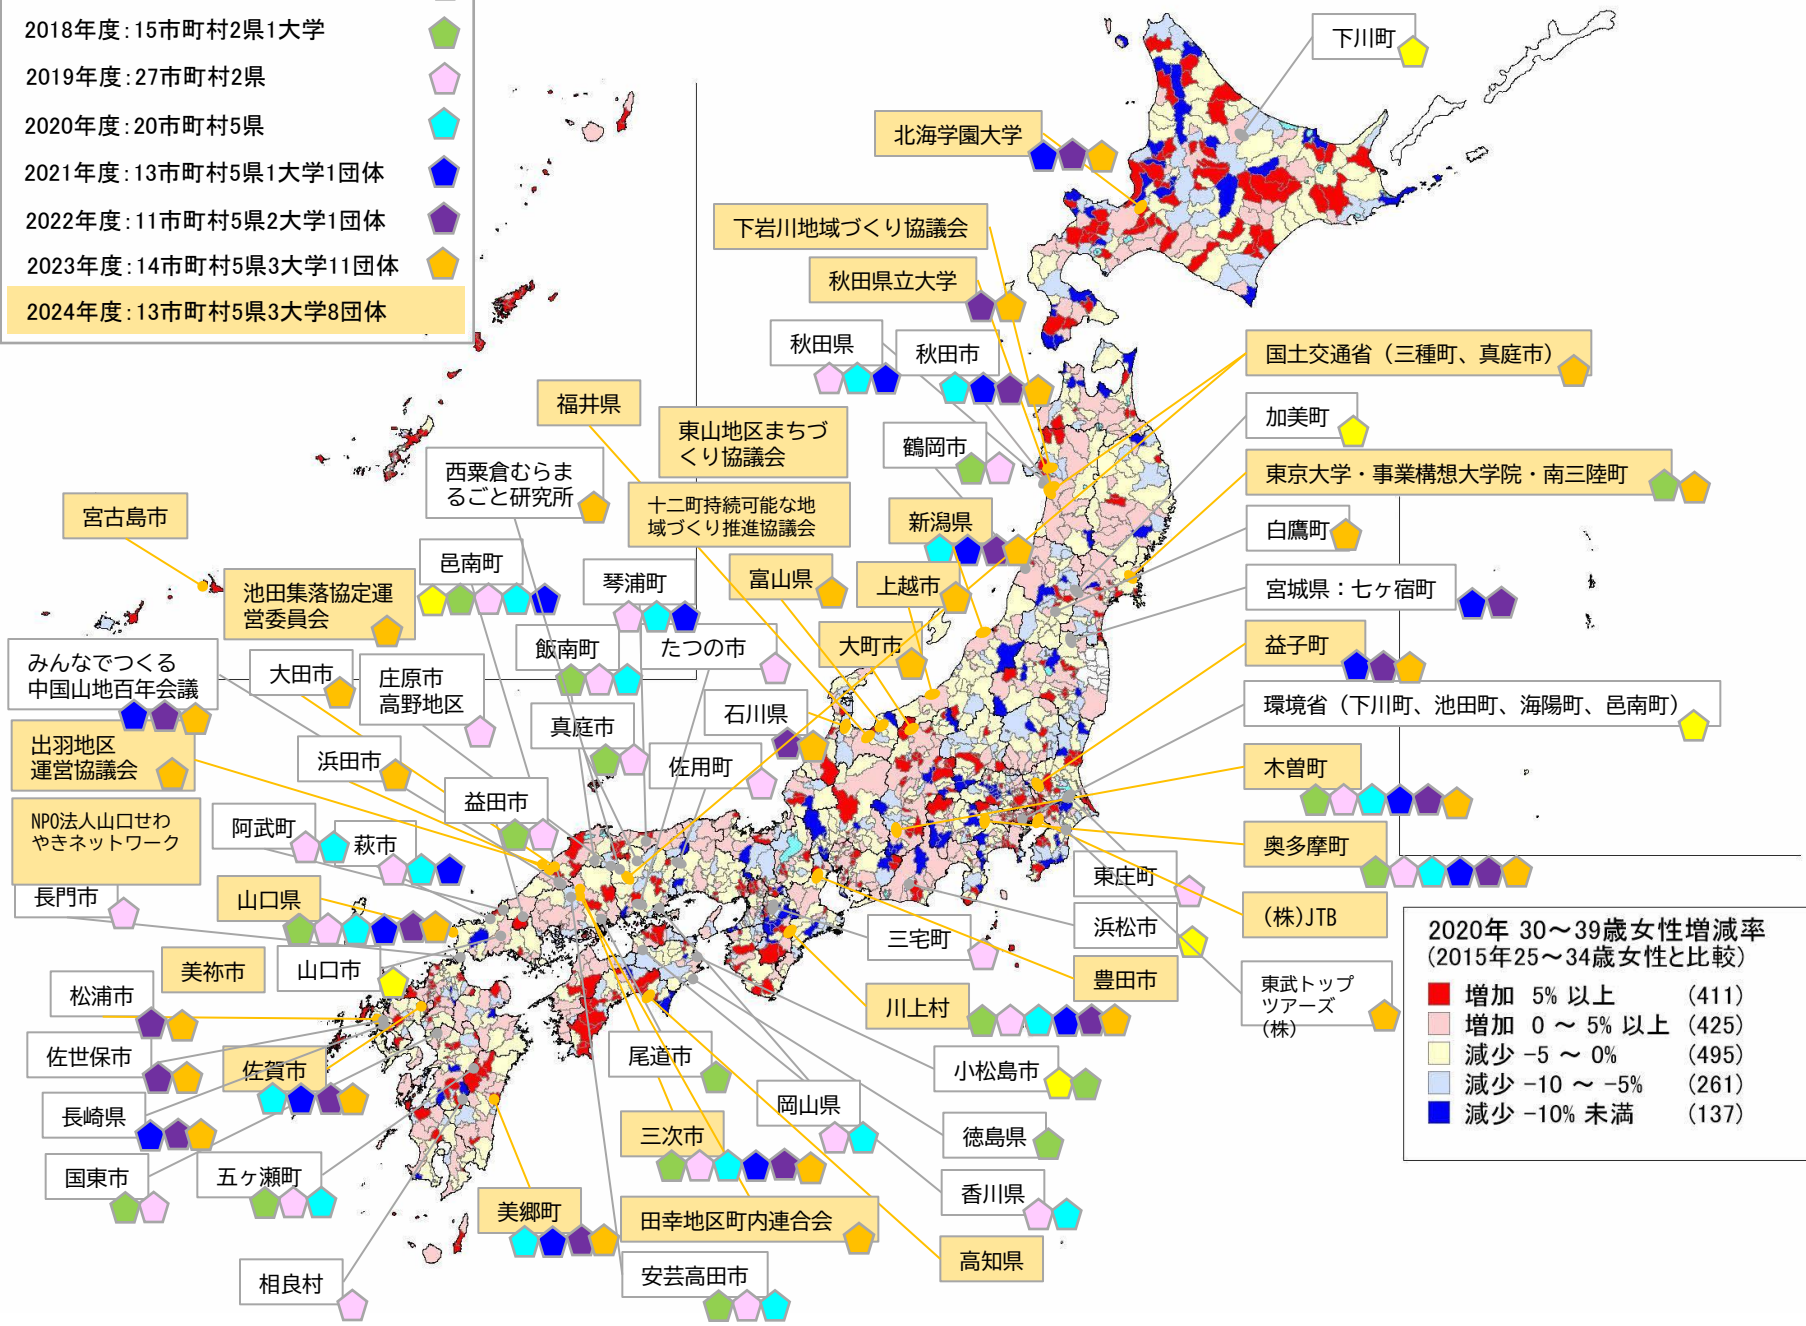 2018年度:15市町村2県1大学
2019年度:27市町村2県
2020年度:20市町村5県
2021年度:13市町村5県1大学1団体
2022年度:11市町村5県2大学1団体
2023年度:14市町村5県3大学11団体
2024年度:13市町村5県3大学8団体
下川町
北海学園大学
下岩川地域づくり協議会
秋田県立大学
秋田県
秋田市
国土交通省（三種町、真庭市）
福井県
東山地区まちづ
くり協議会
加美町
鶴岡市
西粟倉むらま
るごと研究所
東京大学・事業構想大学院・南三陸町
十二町持続可能な地
域づくり推進協議会
宮古島市
新潟県
白鷹町
邑南町
琴浦町
富山県
上越市
宮城県：七ヶ宿町
池田集落協定運
営委員会
飯南町
たつの市
大町市
益子町
みんなでつくる
中国山地百年会議
大田市
庄原市
高野地区
石川県
環境省（下川町、池田町、海陽町、邑南町）
真庭市
出羽地区
運営協議会
浜田市
佐用町
木曽町
益田市
NPO法人山口せわ
やきネットワーク
阿武町
萩市
奥多摩町
長門市
山口県
東庄町
(株)JTB
浜松市
三宅町
2020年 30～39歳女性増減率
(2015年25～34歳女性と比較)
増加 5% 以上 (411)
増加 0 ～ 5% 以上 (425)
減少 -5 ～ 0% (495)
減少 -10 ～ -5% (261)
減少 -10% 未満 (137)
美祢市
山口市
豊田市
東武トップ
ツアーズ
(株)
松浦市
川上村
佐世保市
佐賀市
尾道市
小松島市
長崎県
岡山県
三次市
徳島県
国東市
五ヶ瀬町
香川県
美郷町
田幸地区町内連合会
高知県
安芸高田市
相良村